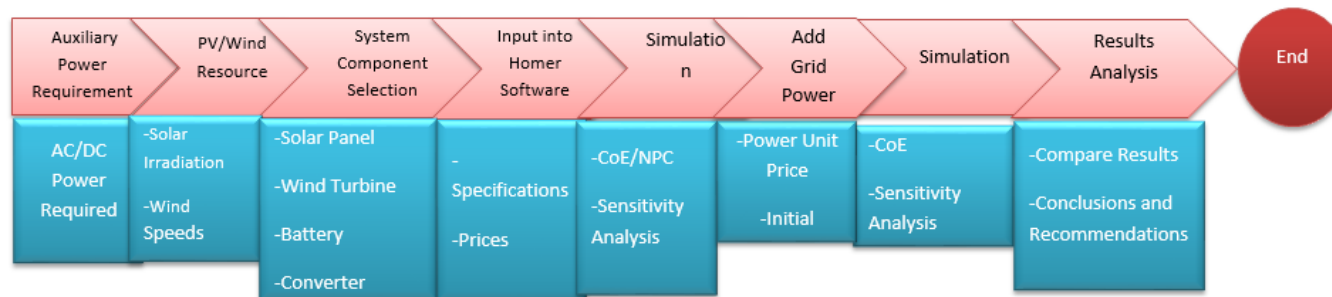 Auxiliary
Power
Requirement
PV/Wind
Resource
System
Component
Selection
Input into
Homer
Software
Simulatio
n
Add
Grid
Power
Simulation
Results
Analysis
End
AC/DC
Power
Required
-Solar
Irradiation
-Wind
Speeds
-Solar Panel
-Wind Turbine
-Battery
-Converter
-
Specifications
-Prices
-CoE/NPC
-Sensitivity
Analysis
-Power Unit
Price
-Initial
-CoE
-Sensitivity
Analysis
-Compare Results
-Conclusions and
Recommendations